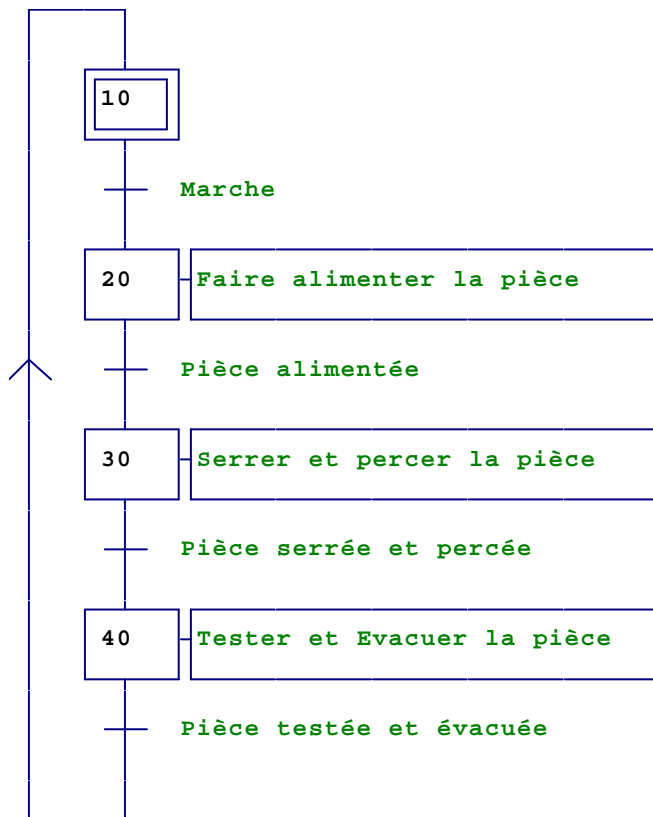 10
Marche
20 Faire alimenter la pièce
Pièce alimentée
30 Serrer et percer la pièce
Pièce serrée et percée
40 Tester et Evacuer la pièce
Pièce testée et évacuée